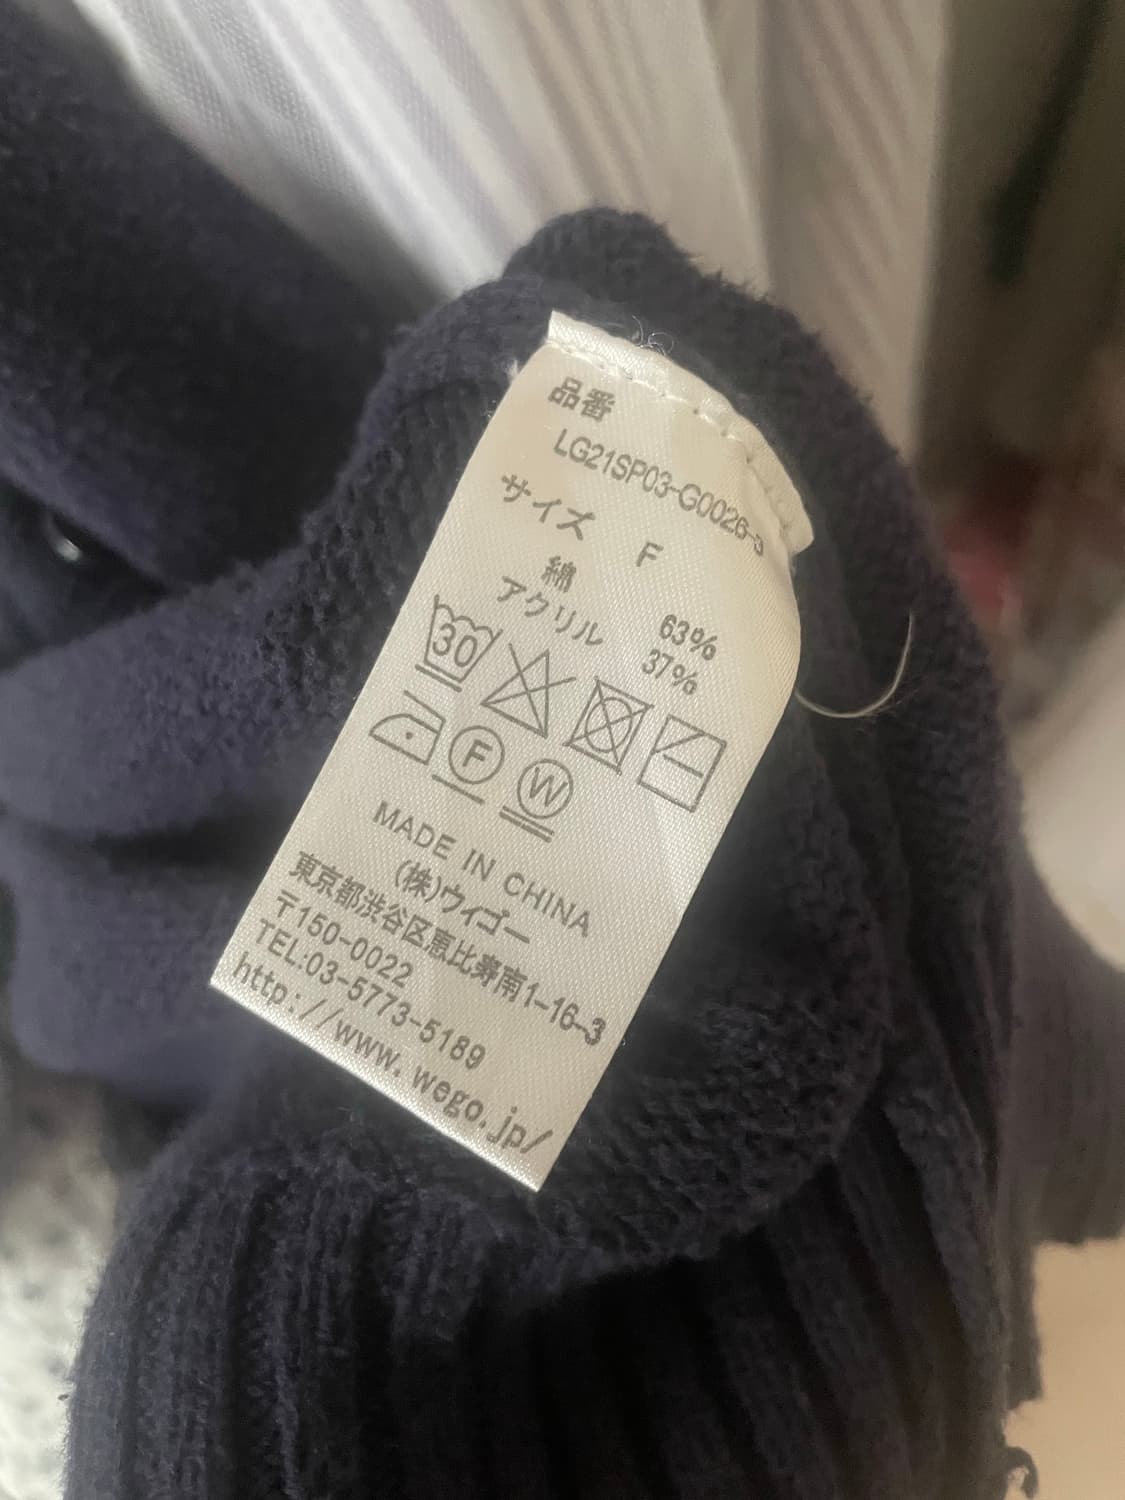 品番
LG21SP03-G0026-3
サイズ F
綿 63%
アクリル 37%
30
F W
MADE IN CHINA
(株)ウィゴー
東京都渋谷区恵比寿南1-16-3
〒150-0022
TEL:03-5773-5189
http://www.wego.jp/